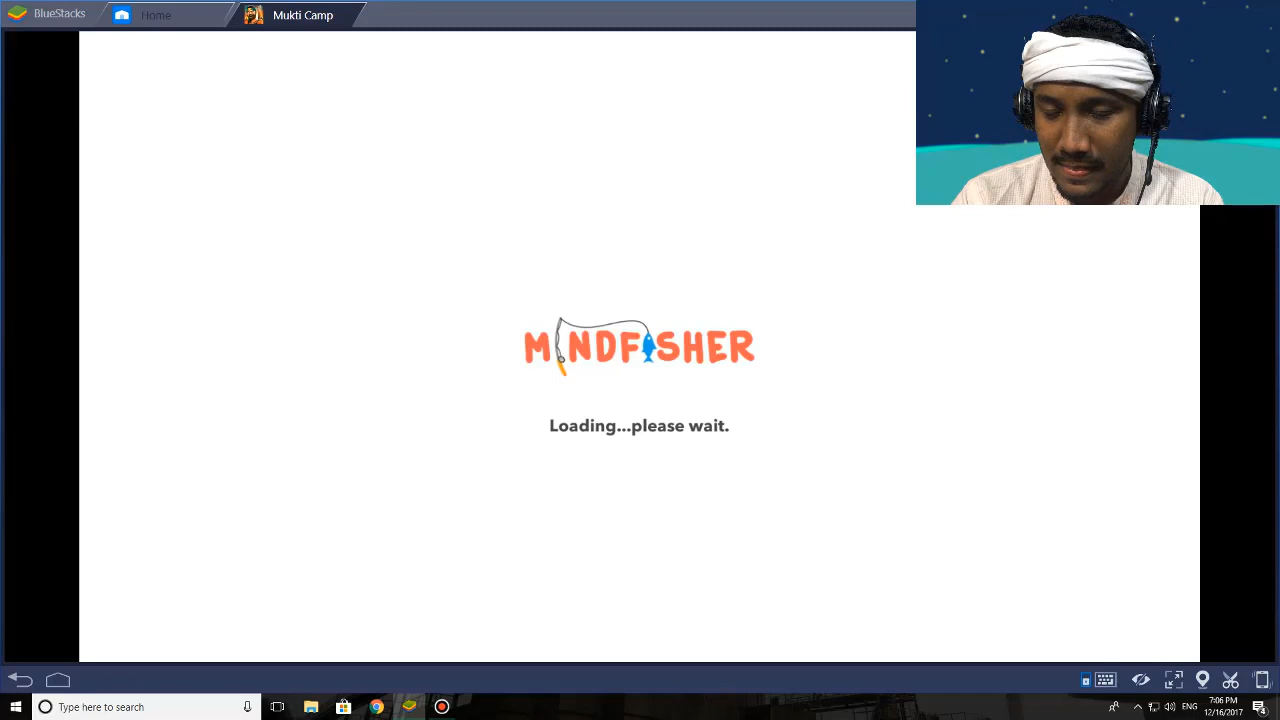 BlueStacks
Home
Mukti Camp
MINDFISHER
Loading...please wait.
Type here to search
ENG
7:06 PM
12/16/2017